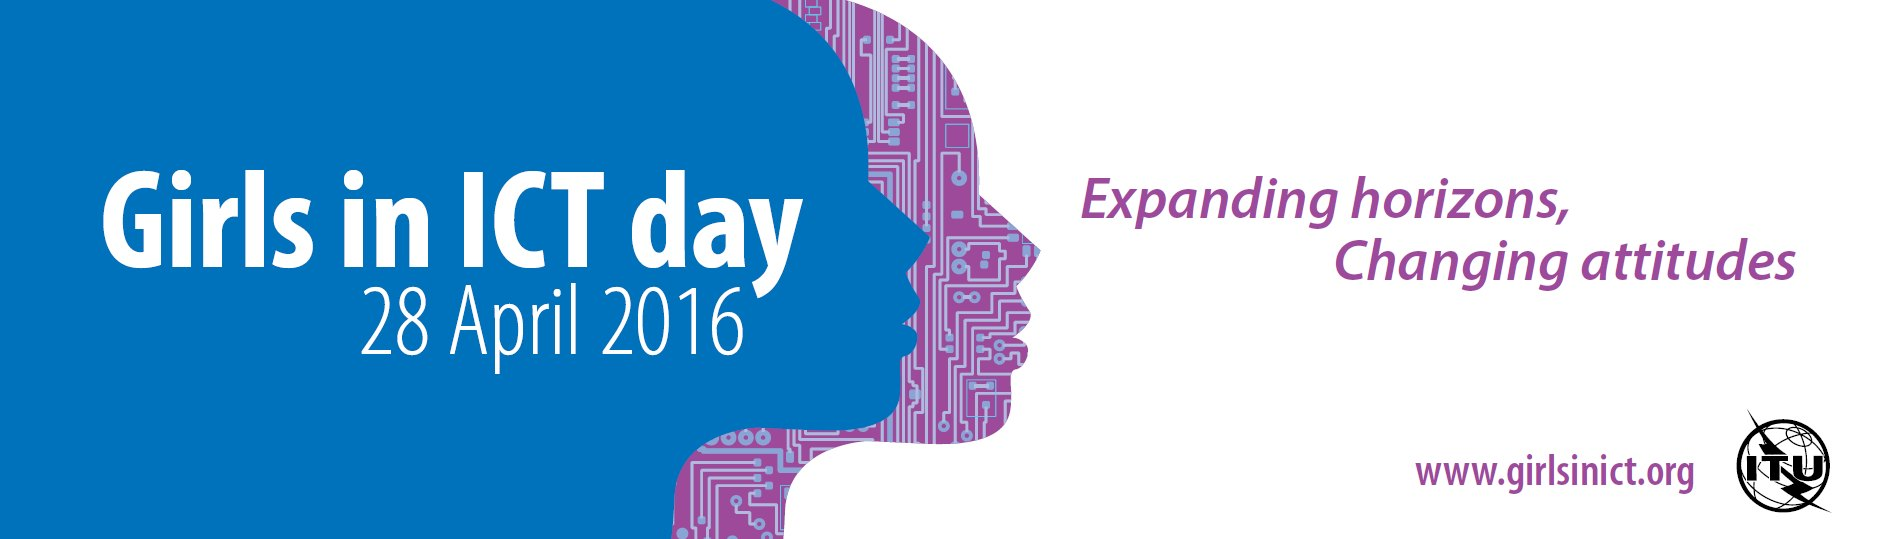 Girls in ICT day
28 April 2016
Expanding horizons,
Changing attitudes
www.girlsinict.org
ITU